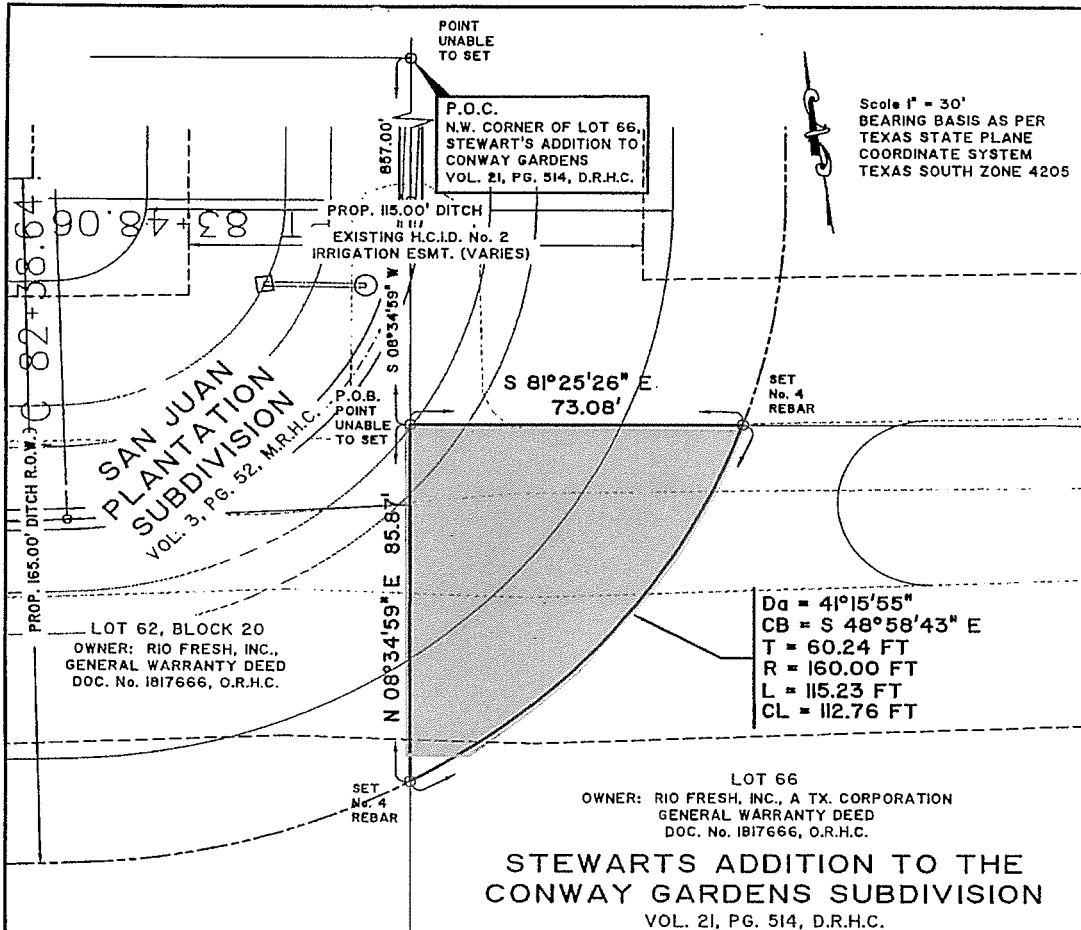 POINT
UNABLE
TO SET
P.O.C.
N.W. CORNER OF LOT 66,
STEWART'S ADDITION TO
CONWAY GARDENS
VOL. 21, PG. 514, D.R.H.C.
Scale 1" = 30'
BEARING BASIS AS PER
TEXAS STATE PLANE
COORDINATE SYSTEM
TEXAS SOUTH ZONE 4205
857.00'
PROP. 115.00' DITCH
EXISTING H.C.I.D. No. 2
IRRIGATION ESMT. (VARIES)
83+48.06
82+38.64
S 08°34'59" W
S 81°25'26" E
73.08'
SET
No. 4
REBAR
P.O.B.
POINT
UNABLE
TO SET
SAN JUAN
PLANTATION
SUBDIVISION
VOL. 3, PG. 52, M.R.H.C.
PROP. 165.00' DITCH R.O.W.
N 08°34'59" E 85.87'
LOT 62, BLOCK 20
OWNER: RIO FRESH, INC.,
GENERAL WARRANTY DEED
DOC. No. 1817666, O.R.H.C.
Da = 41°15'55"
CB = S 48°58'43" E
T = 60.24 FT
R = 160.00 FT
L = 115.23 FT
CL = 112.76 FT
SET
No. 4
REBAR
LOT 66
OWNER: RIO FRESH, INC., A TX. CORPORATION
GENERAL WARRANTY DEED
DOC. No. 1817666, O.R.H.C.
STEWARTS ADDITION TO THE
CONWAY GARDENS SUBDIVISION
VOL. 21, PG. 514, D.R.H.C.